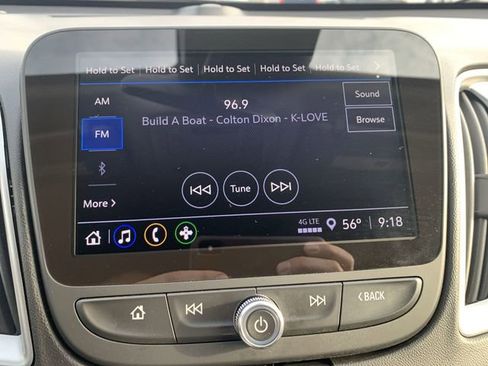 Hold to Set Hold to Set Hold to Set Hold to Set Hold to Set
AM
96.9
Sound
Build A Boat - Colton Dixon - K-LOVE
Browse
FM
Tune
More
4G LTE
56°
9:18
BACK